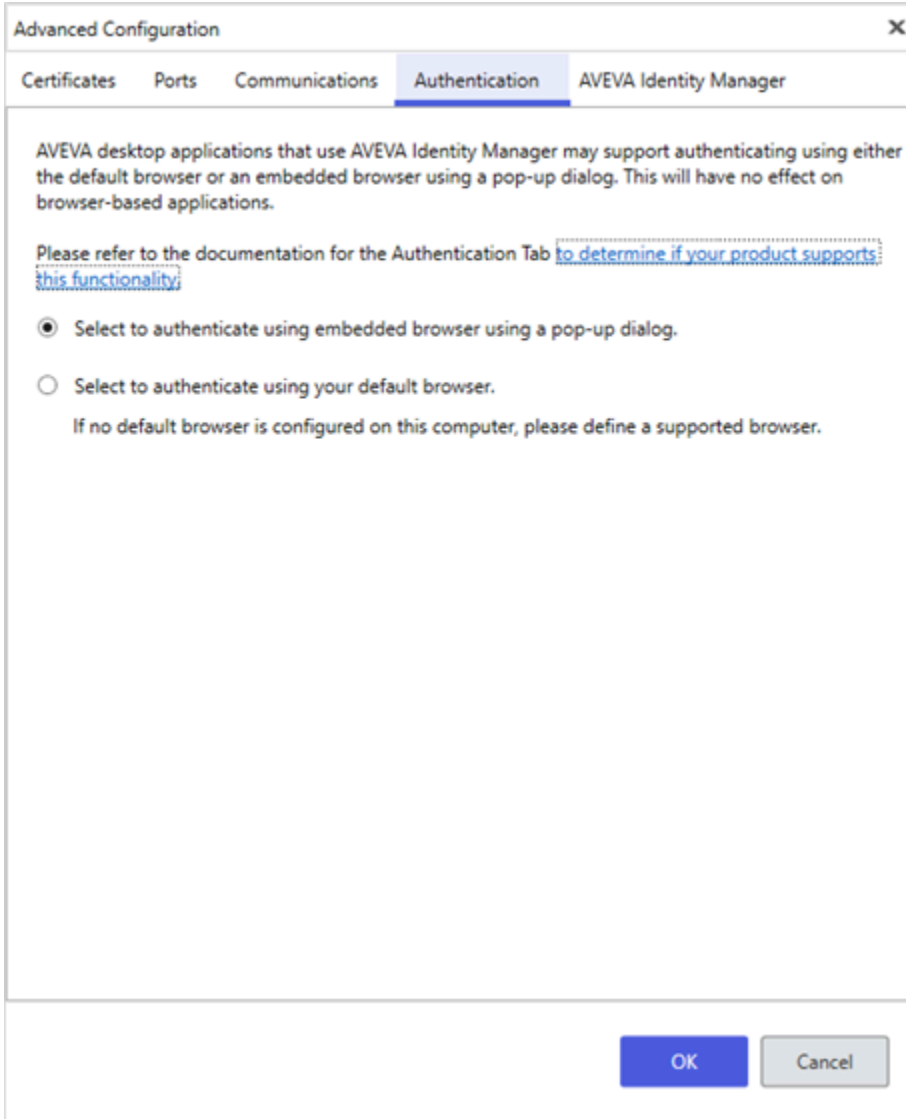 Advanced Configuration
Certificates Ports Communications Authentication AVEVA Identity Manager
AVEVA desktop applications that use AVEVA Identity Manager may support authenticating using either
the default browser or an embedded browser using a pop-up dialog. This will have no effect on
browser-based applications.
Please refer to the documentation for the Authentication Tab to determine if your product supports
this functionality.
Select to authenticate using embedded browser using a pop-up dialog.
Select to authenticate using your default browser.
If no default browser is configured on this computer, please define a supported browser.
OK Cancel